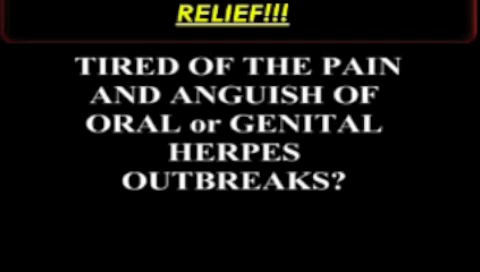 RELIEF!!!
TIRED OF THE PAIN
AND ANGUISH OF
ORAL or GENITAL
HERPES
OUTBREAKS?